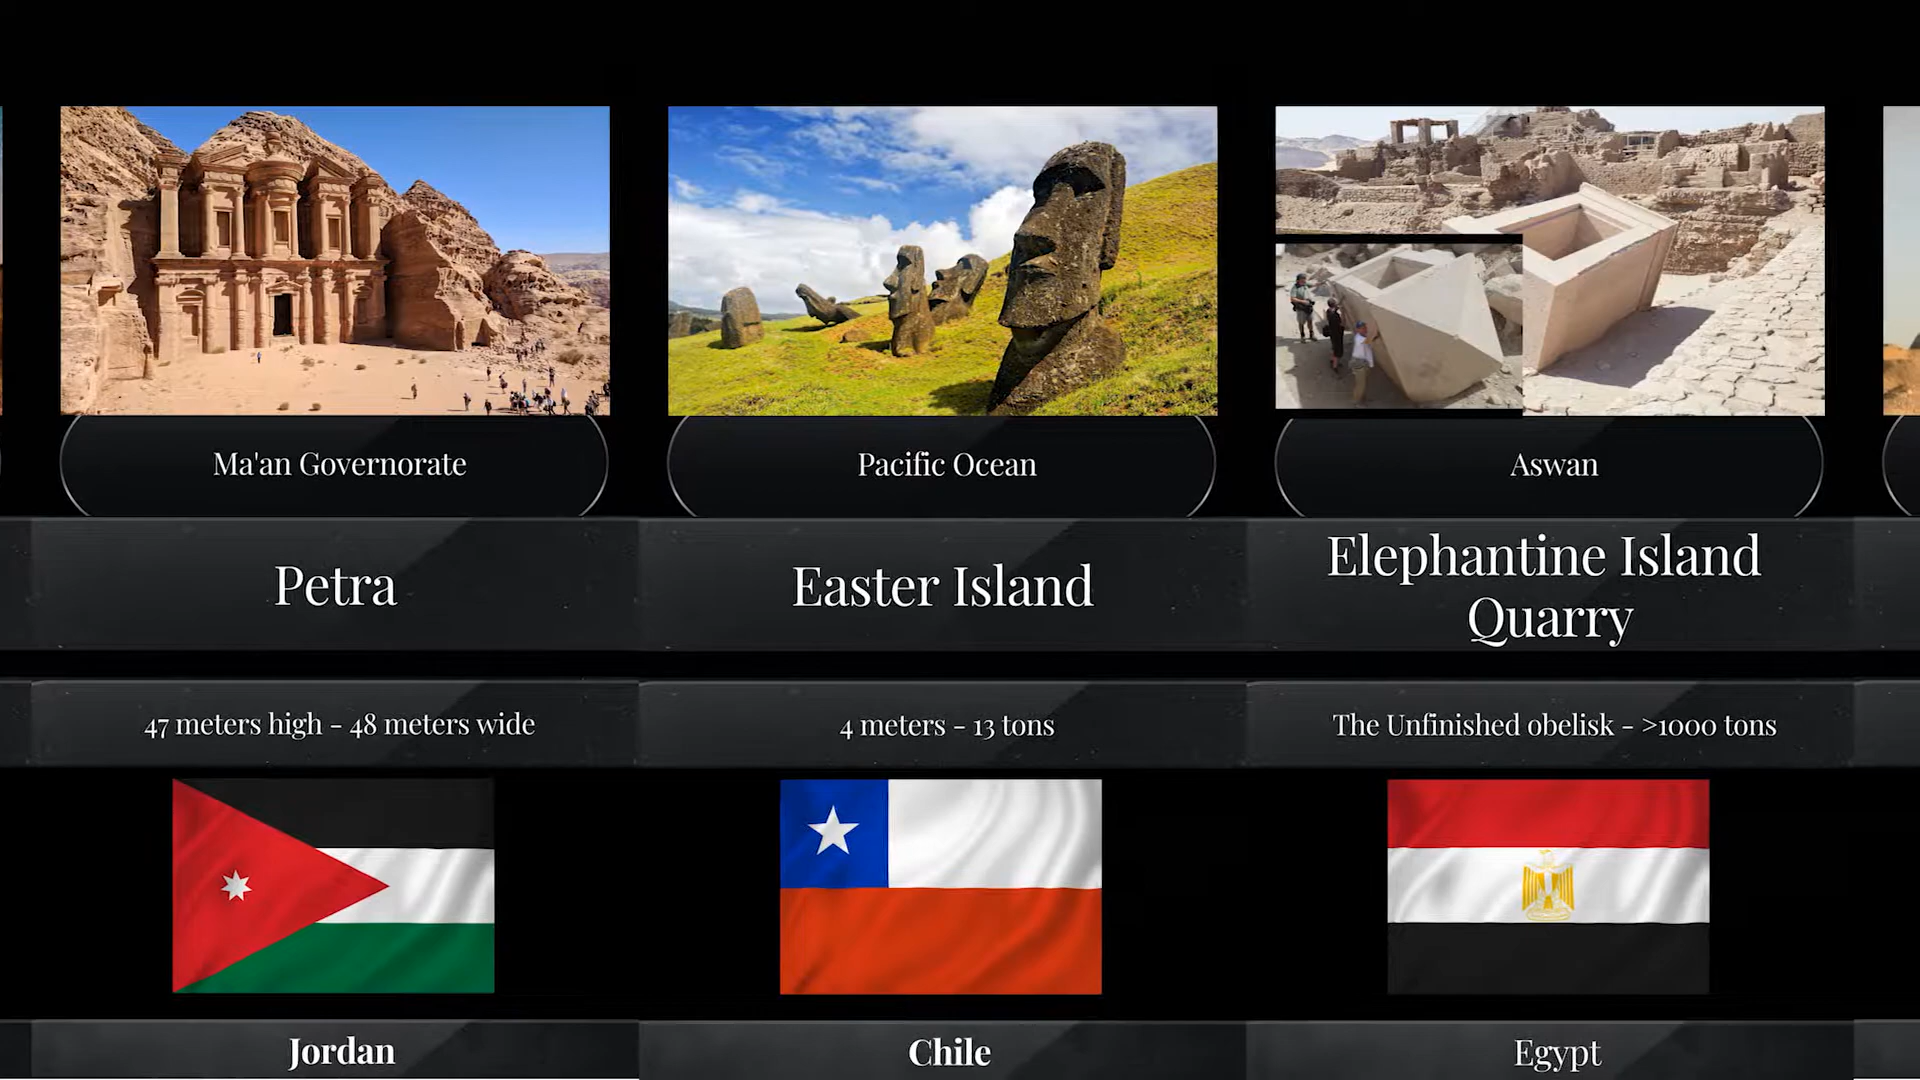 Ma'an Governorate
Pacific Ocean
Aswan
Petra
Easter Island
Elephantine Island
Quarry
47 meters high - 48 meters wide
4 meters - 13 tons
The Unfinished obelisk - >1000 tons
Jordan
Chile
Egypt